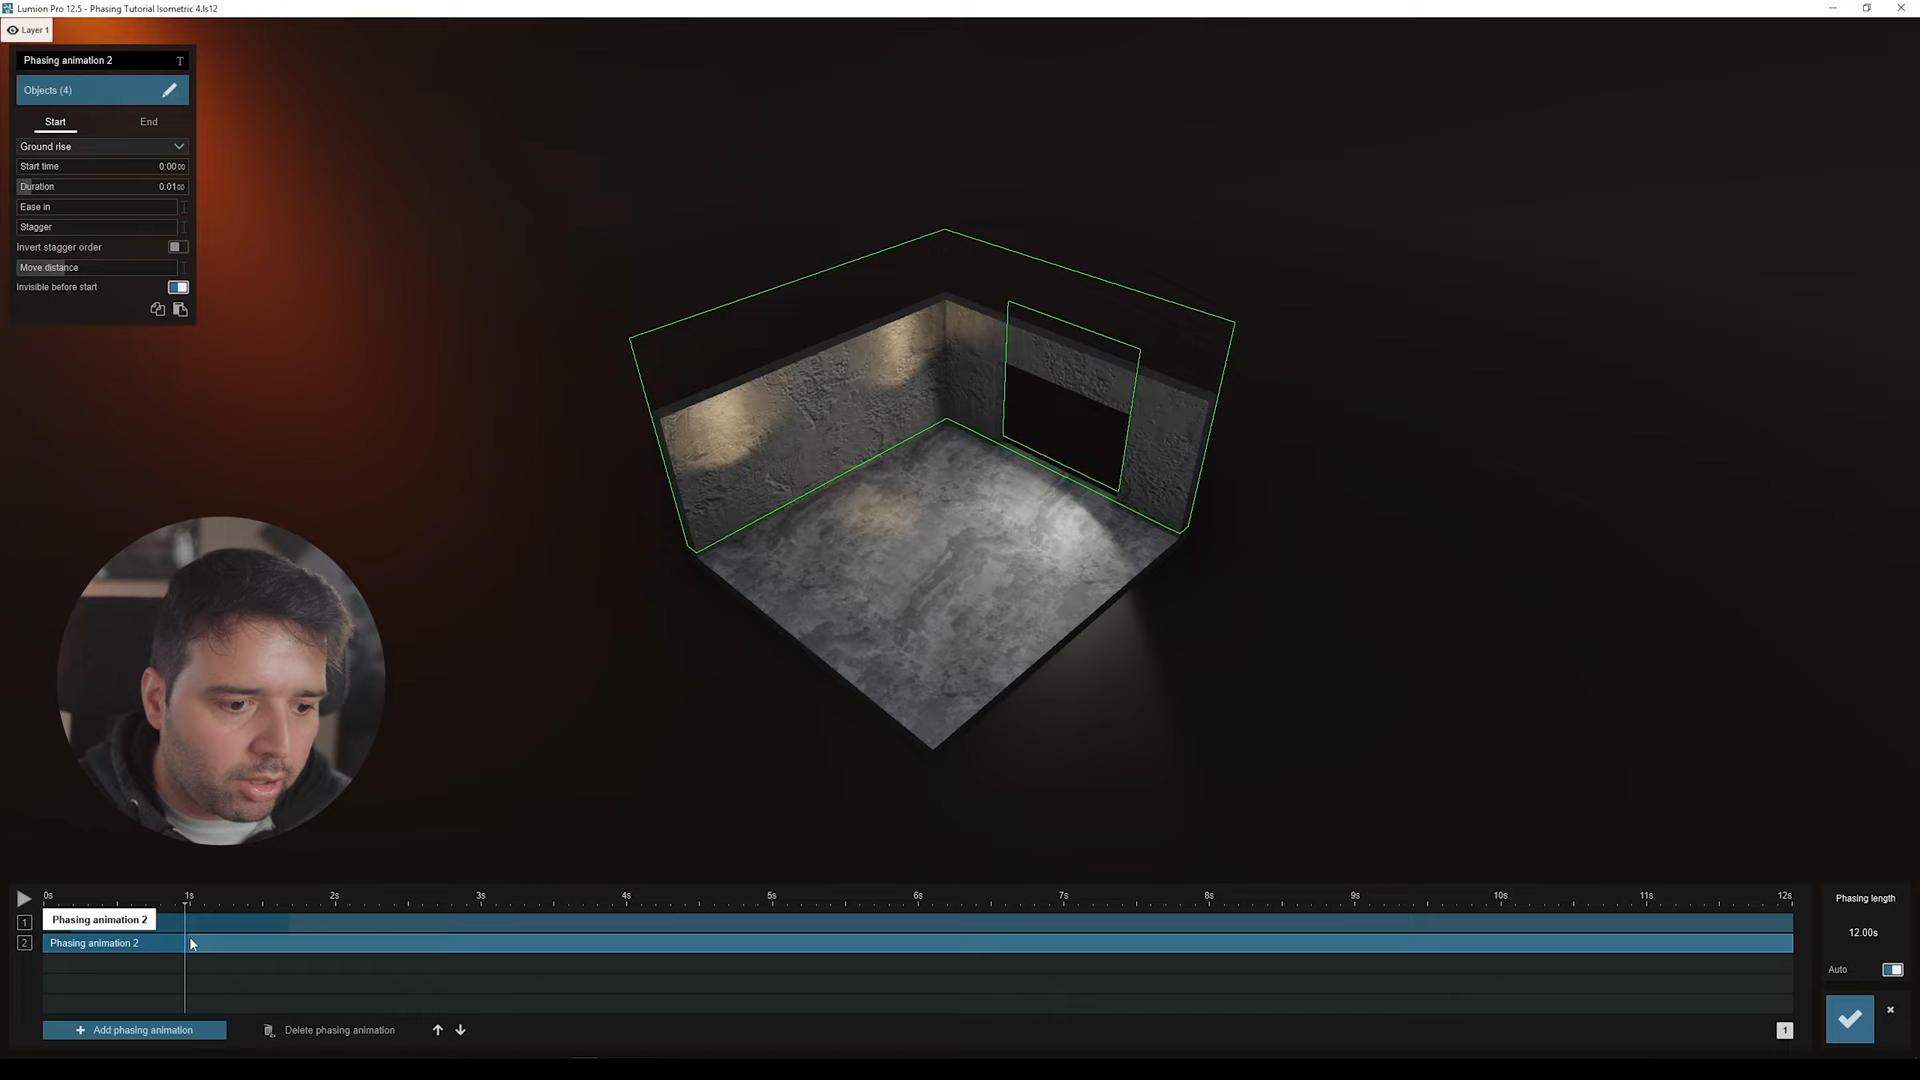 Lumion Pro 12.5 - Phasing Tutorial Isometric 4.ls12
Layer 1
Phasing animation 2 T
Objects (4)
Start End
Ground rise
Start time 0:00.00
Duration 0:01.00
Ease in
Stagger
Invert stagger order
Move distance
Invisible before start
0s 1s 2s 3s 4s 5s 6s 7s 8s 9s 10s 11s 12s
1 Phasing animation 2
2 Phasing animation 2
+ Add phasing animation
Delete phasing animation
1
Phasing length
12.00s
Auto